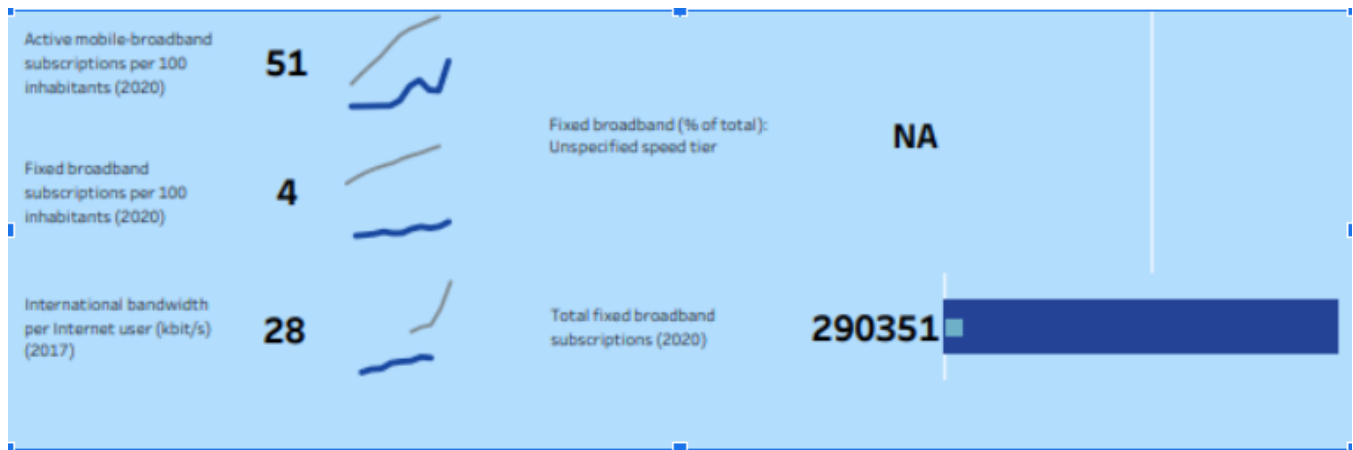 Active mobile-broadband
subscriptions per 100
inhabitants (2020)
51
Fixed broadband
subscriptions per 100
inhabitants (2020)
4
International bandwidth
per Internet user (kbit/s)
(2017)
28
Fixed broadband (% of total):
Unspecified speed tier
NA
Total fixed broadband
subscriptions (2020)
290351